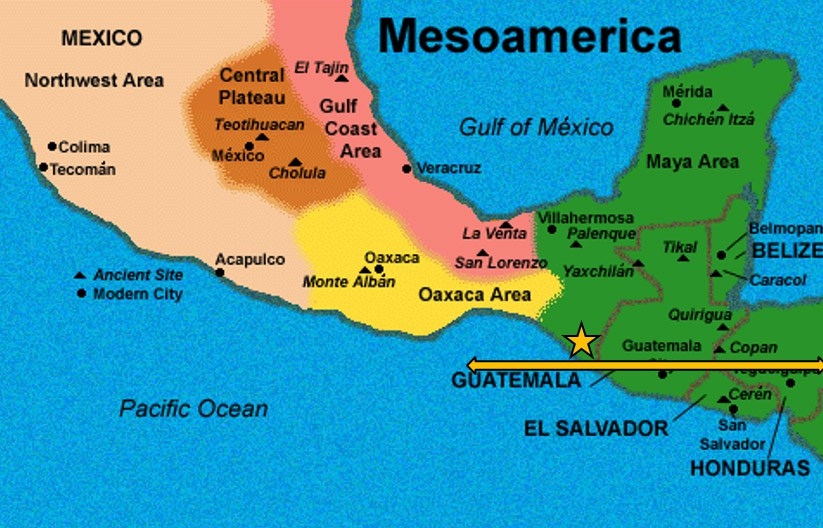 Mesoamerica
MEXICO
Northwest Area
Central
Plateau
Teotihuacan
México
Cholula
El Tajin
Gulf
Coast
Area
Gulf of México
Mérida
Chichén Itzá
Maya Area
Colima
Tecomán
Veracruz
Villahermosa
Palenque
La Venta
San Lorenzo
Yaxchilán
Tikal
Belmopan
BELIZE
Caracol
Acapulco
Oaxaca
Monte Albán
Oaxaca Area
Ancient Site
Modern City
Quirigua
Guatemala
Copan
GUATEMALA
Cerén
Pacific Ocean
EL SALVADOR
San
Salvador
HONDURAS